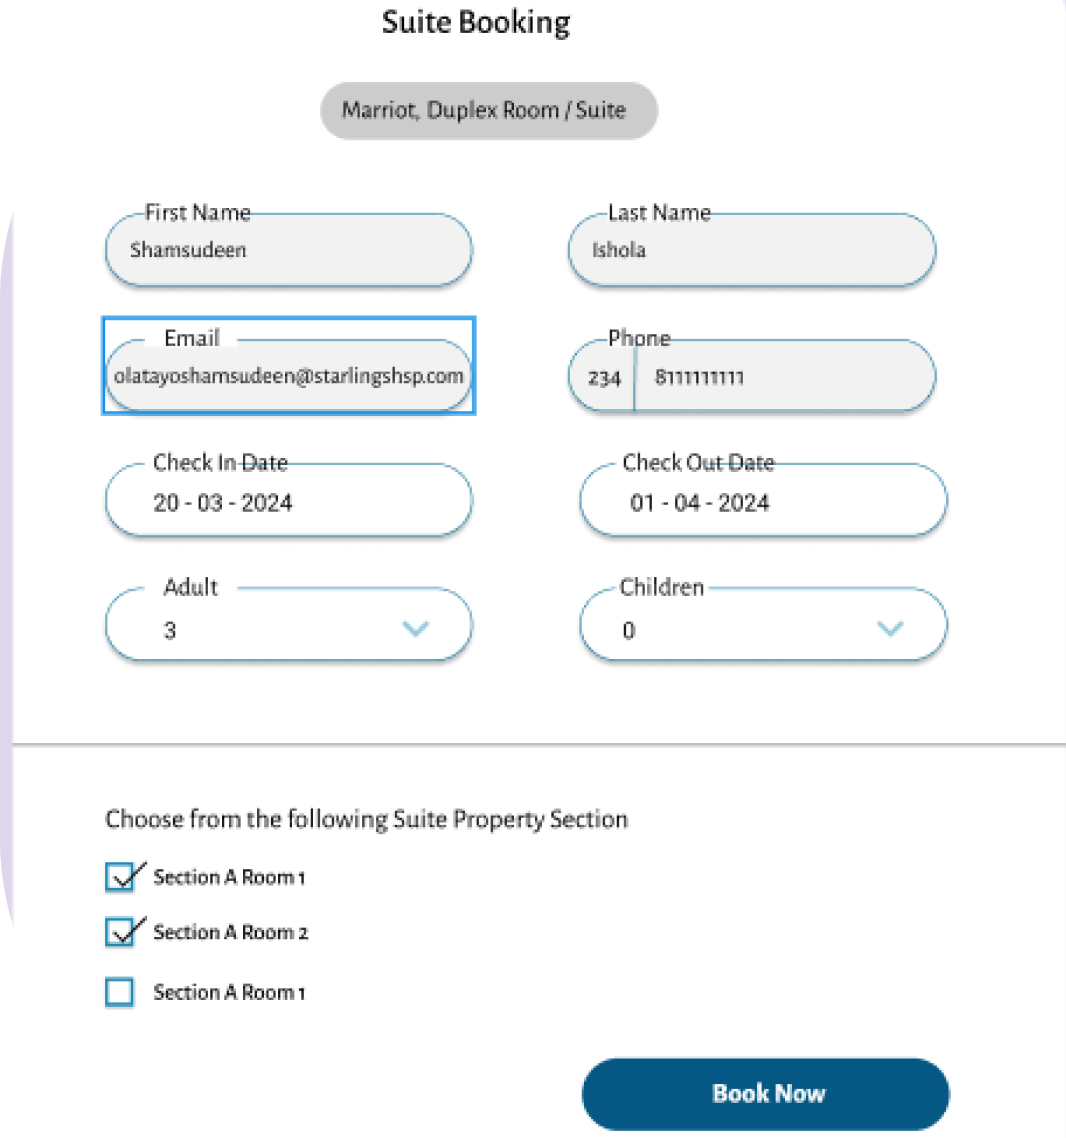 Suite Booking
Marriot, Duplex Room / Suite
First Name
Last Name
Shamsudeen
Ishola
Email
Phone
olatayoshamsudeen@starlingshsp.com
234 8111111111
Check In Date
Check Out Date
20 - 03 - 2024
01 - 04 - 2024
Adult
Children
3
0
Choose from the following Suite Property Section
Section A Room 1
Section A Room 2
Section A Room 1
Book Now